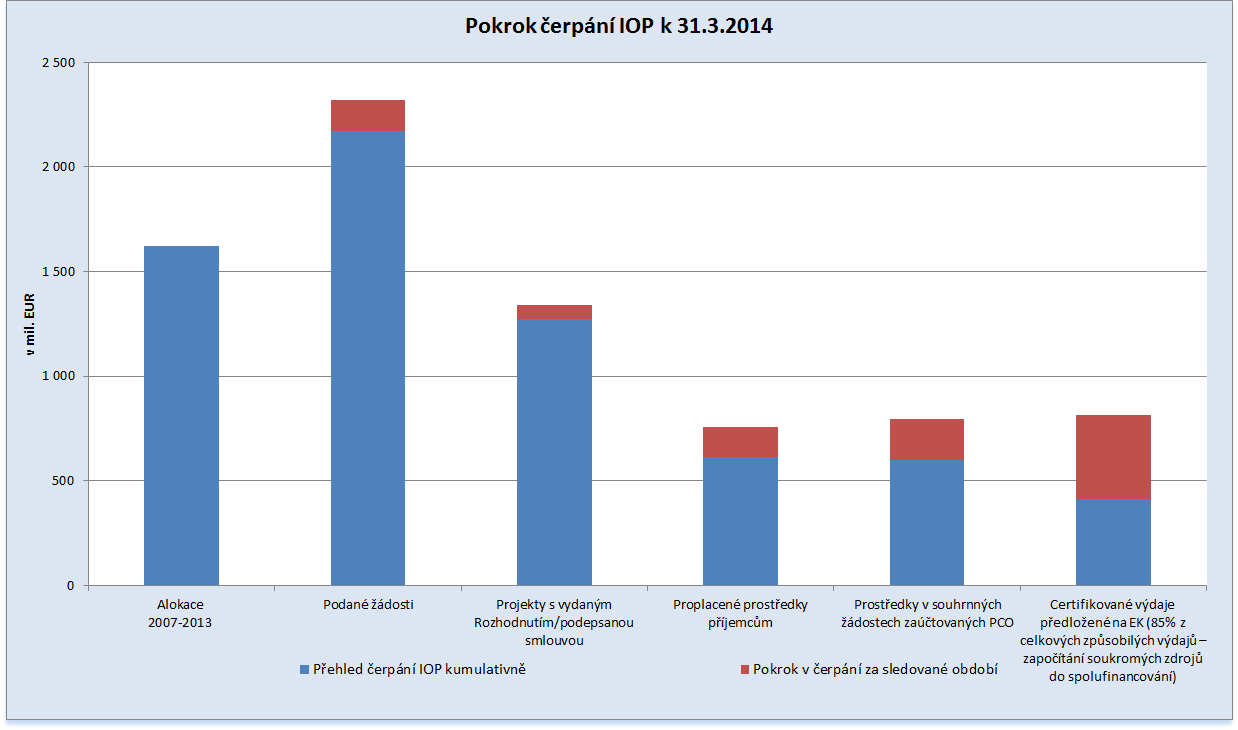 Pokrok čerpání IOP k 31.3.2014
v mil. EUR
2 500
2 000
1 500
1 000
500
0
Alokace
2007-2013
Podané žádosti
Projekty s vydaným
Rozhodnutím/podepsanou
smlouvou
Proplacené prostředky
příjemcům
Prostředky v souhrnných
žádostech zaúčtovaných PCO
Certifikované výdaje
předložené na EK (85% z
celkových způsobilých výdajů –
započítání soukromých zdrojů
do spolufinancování)
Přehled čerpání IOP kumulativně
Pokrok v čerpání za sledované období